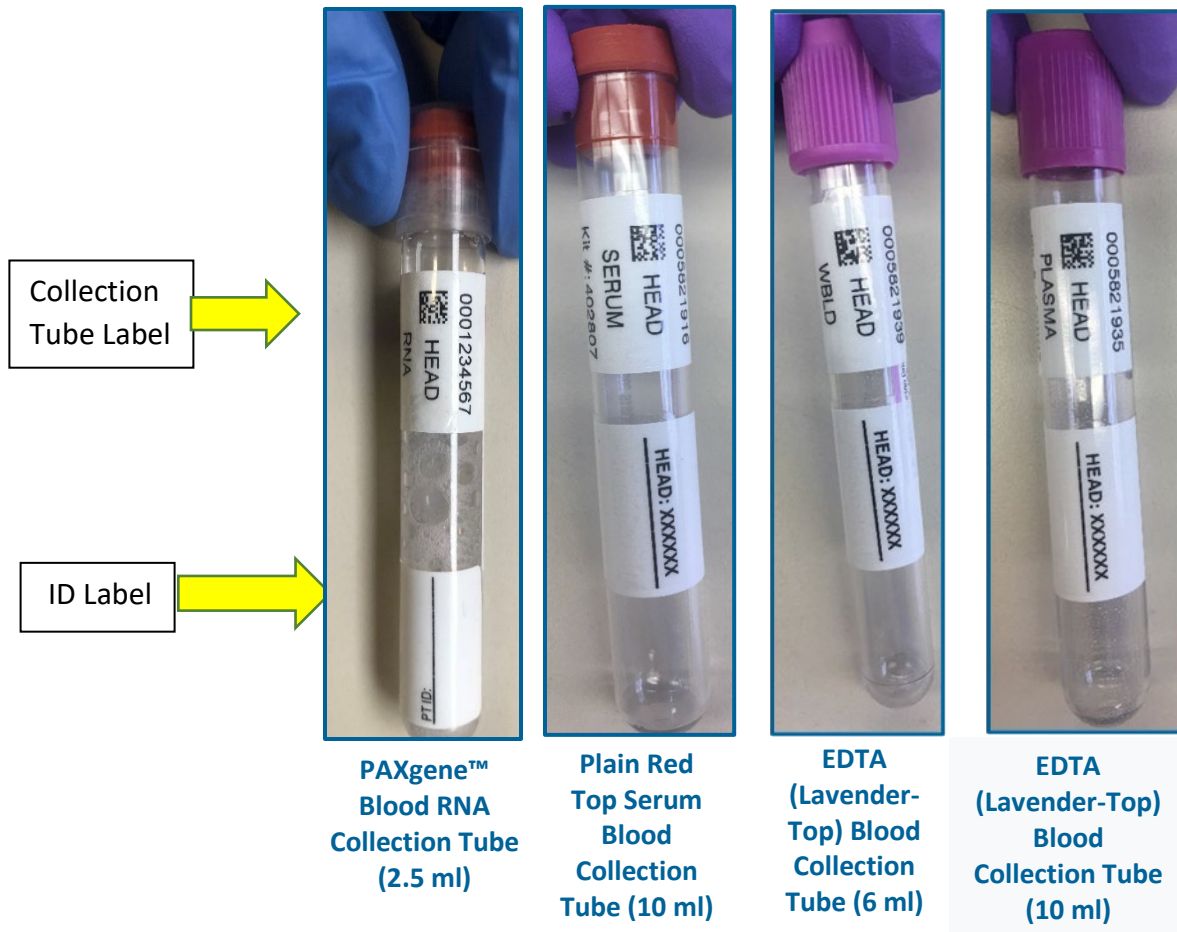 Collection
Tube Label
ID Label
0001234567
HEAD
RNA
PT ID:
0005821916
HEAD
SERUM
Kit #: 402807
HEAD: XXXXXX
0005821939
HEAD
WBLD
HEAD: XXXXXX
0005821935
HEAD
PLASMA
HEAD: XXXXXX
PAXgene™
Blood RNA
Collection Tube
(2.5 ml)
Plain Red
Top Serum
Blood
Collection
Tube (10 ml)
EDTA
(Lavender-
Top) Blood
Collection
Tube (6 ml)
EDTA
(Lavender-Top)
Blood
Collection Tube
(10 ml)